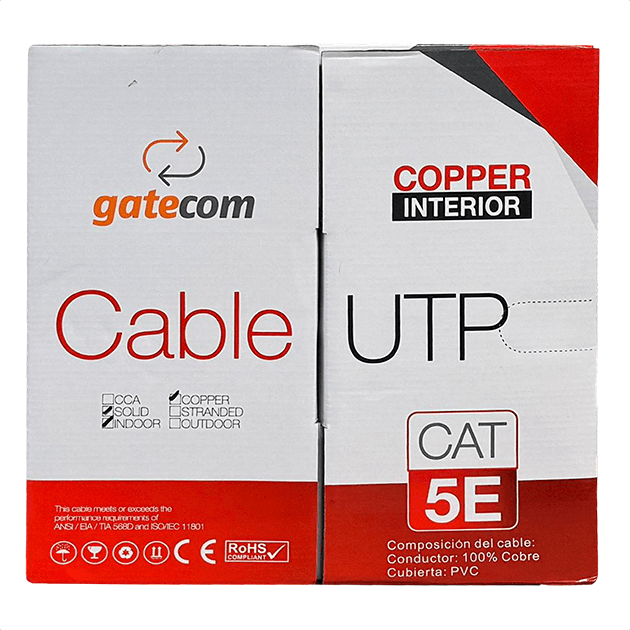 gatecom
Cable
CCA COPPER
SOLID STRANDED
INDOOR OUTDOOR
This cable meets or exceeds the
performance requirements of
ANSI / EIA / TIA 568D and ISO/IEC 11801
CE
RoHS
COMPLIANT
COPPER
INTERIOR
UTP
CAT
5E
Composición del cable:
Conductor: 100% Cobre
Cubierta: PVC